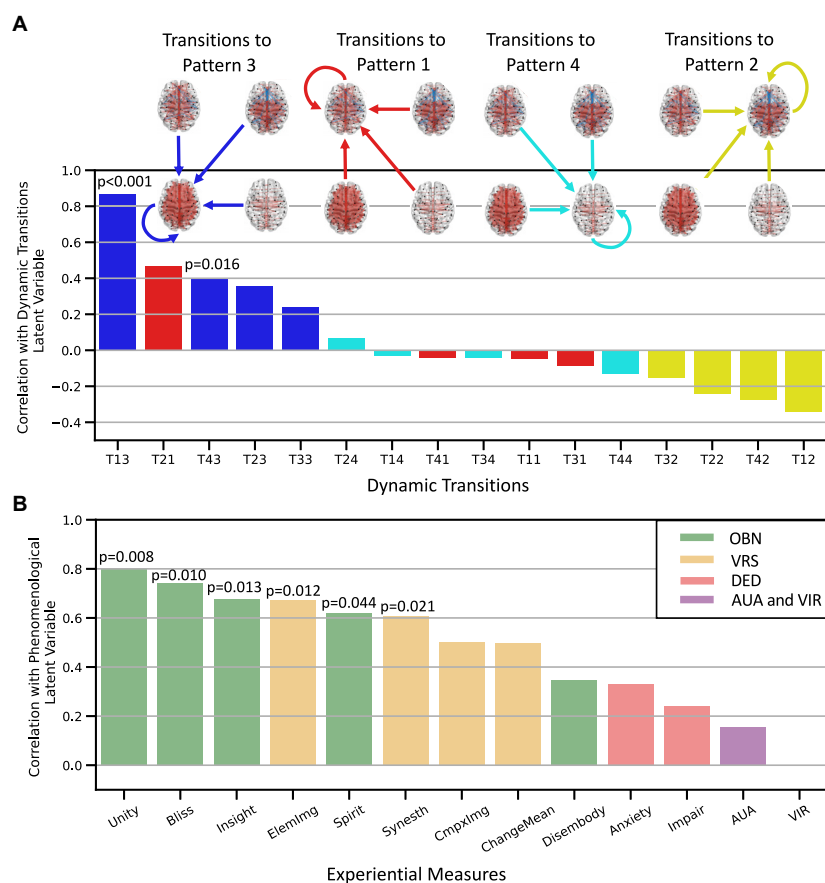 A
Transitions to
Pattern 3
Transitions to
Pattern 1
Transitions to
Pattern 4
Transitions to
Pattern 2
Correlation with Dynamic Transitions
Latent Variable
1.0
0.8
0.6
0.4
0.2
0.0
−0.2
−0.4
p<0.001
p=0.016
T13 T21 T43 T23 T33 T24 T14 T41 T34 T11 T31 T44 T32 T22 T42 T12
Dynamic Transitions
B
Correlation with Phenomenological
Latent Variable
1.0
0.8
0.6
0.4
0.2
0.0
p=0.008
p=0.010
p=0.013
p=0.012
p=0.044
p=0.021
OBN
VRS
DED
AUA and VIR
Unity Bliss Insight ElemImg Spirit Synesth CmpxImg ChangeMean Disembody Anxiety Impair AUA VIR
Experiential Measures